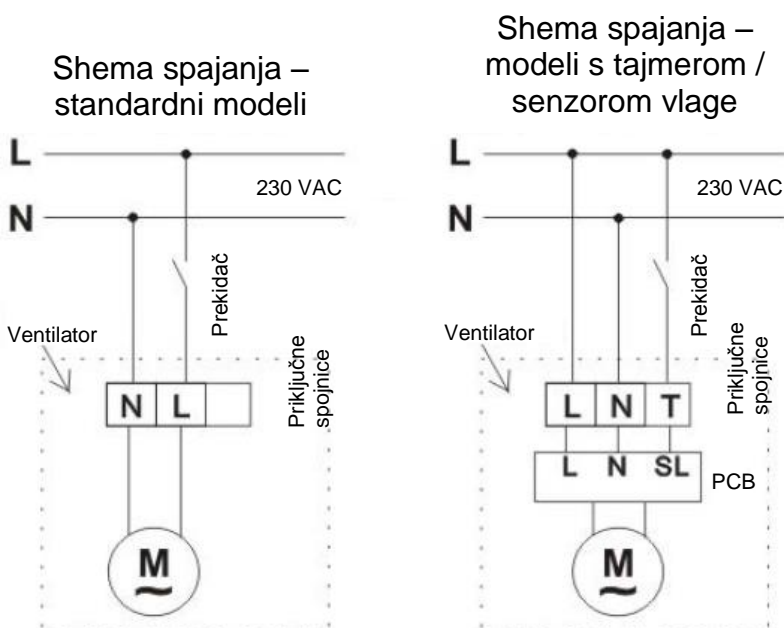 Shema spajanja –
standardni modeli
L
230 VAC
N
Prekidač
Ventilator
Priključne
spojnice
N L
M
~
Shema spajanja –
modeli s tajmerom /
senzorom vlage
L
230 VAC
N
Prekidač
Ventilator
Priključne
spojnice
L N T
L N SL
PCB
M
~